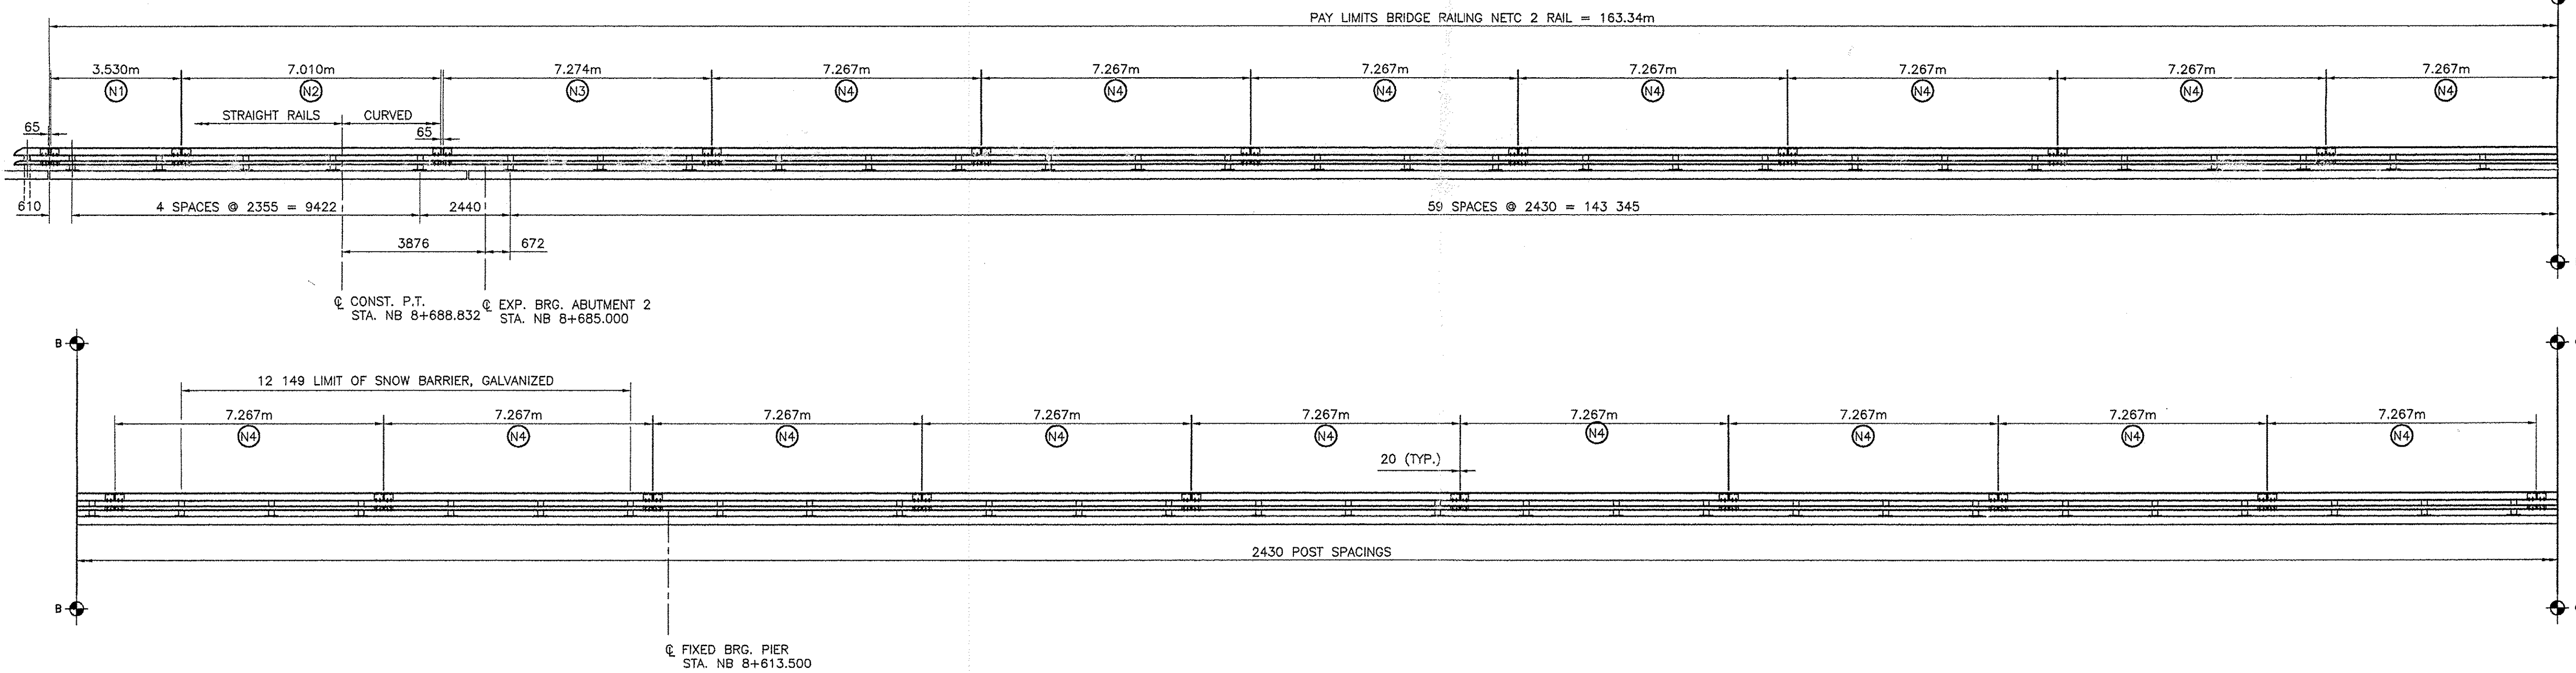 PAY LIMITS BRIDGE RAILING NETC 2 RAIL = 163.34m
3.530m 7.010m 7.274m 7.267m 7.267m 7.267m 7.267m 7.267m 7.267m 7.267m
N1 N2 N3 N4 N4 N4 N4 N4 N4 N4
STRAIGHT RAILS CURVED
65 65
610 4 SPACES @ 2355 = 9422 2440 59 SPACES @ 2430 = 143 345
3876 672
℄ CONST. P.T.
STA. NB 8+688.832
℄ EXP. BRG. ABUTMENT 2
STA. NB 8+685.000
B
12 149 LIMIT OF SNOW BARRIER, GALVANIZED
7.267m 7.267m 7.267m 7.267m 7.267m 7.267m 7.267m 7.267m 7.267m
N4 N4 N4 N4 N4 N4 N4 N4 N4
20 (TYP.)
2430 POST SPACINGS
B
℄ FIXED BRG. PIER
STA. NB 8+613.500